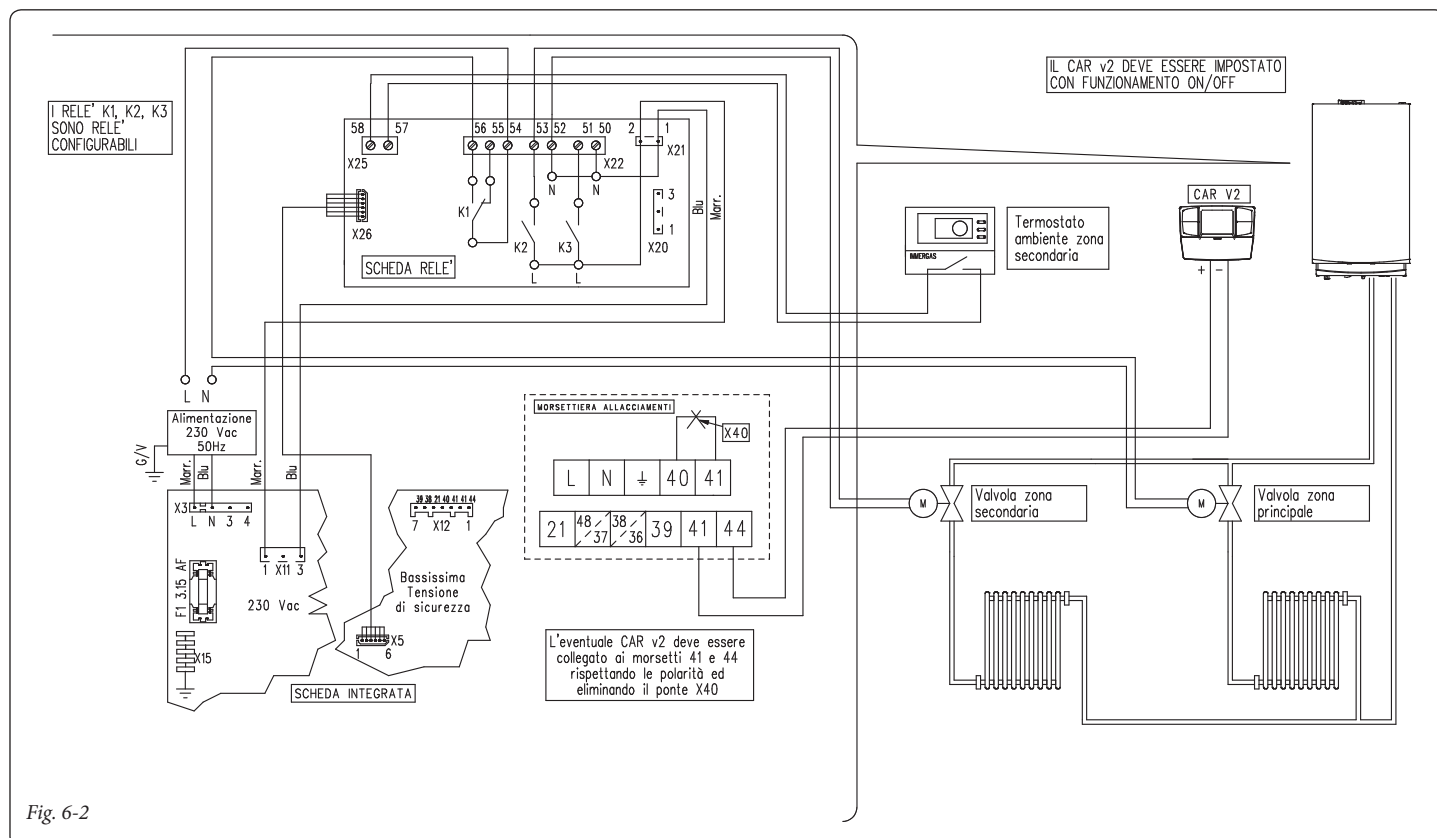 IL CAR v2 DEVE ESSERE IMPOSTATO
CON FUNZIONAMENTO ON/OFF
I RELE' K1, K2, K3
SONO RELE'
CONFIGURABILI
58 57 56 55 54 53 52 51 50 2 1
X25
X22
X21
N N
3
1
X20
K1
K2
K3
X26
L L
SCHEDA RELE'
Blu
Marr.
IMMERGAS
Termostato
ambiente zona
secondaria
CAR V2
+ -
L N
Alimentazione
230 Vac
50Hz
G/V
Marr.
Blu
Marr.
Blu
X3
L N 3 4
F1 3.15 AF
1 X11 3
230 Vac
X15
39 38 21 40 41 41 44
7 X12 1
Bassissima
Tensione
di sicurezza
X5
1 6
SCHEDA INTEGRATA
MORSETTIERA ALLACCIAMENTI
X40
L N ⏚ 40 41
21 48/37 38/36 39 41 44
L'eventuale CAR v2 deve essere
collegato ai morsetti 41 e 44
rispettando le polarità ed
eliminando il ponte X40
M
Valvola zona
secondaria
M
Valvola zona
principale
Fig. 6-2